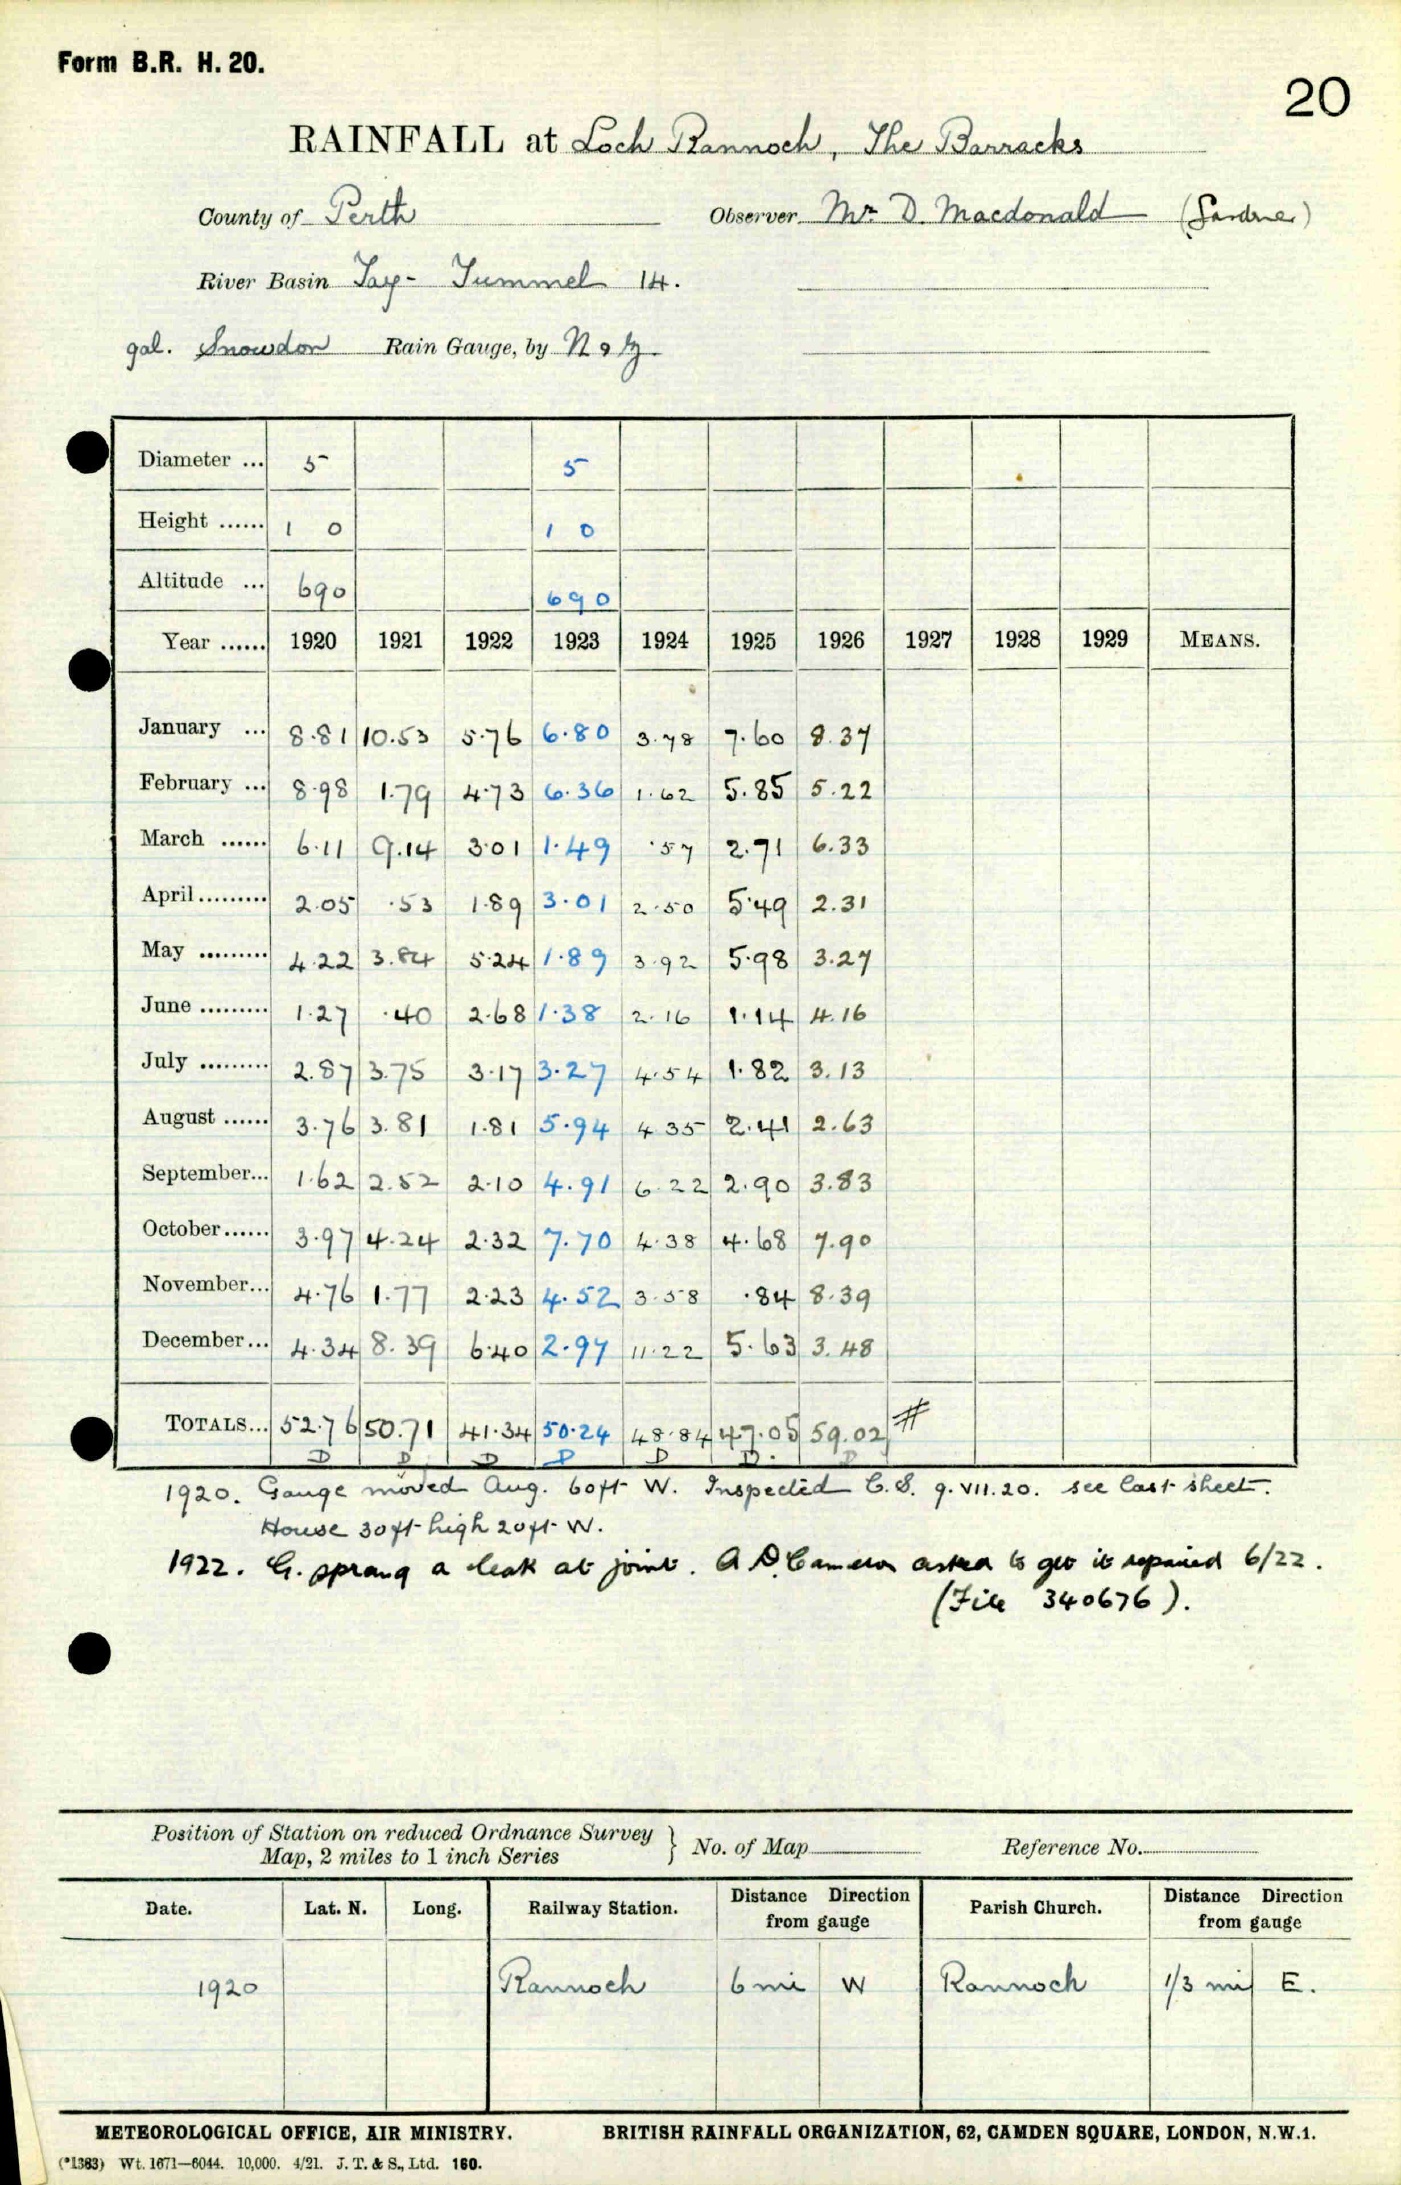 Form B.R. H. 20.
20
RAINFALL at Loch Rannoch, The Barracks
County of Perth Observer Mr D. Macdonald (Gardner)
River Basin Tay- Tummel 14.
gal. Snowdon Rain Gauge, by N & Z.
Diameter ... 5 5
Height ...... 1 0 1 0
Altitude ... 690 690
Year ...... 1920 1921 1922 1923 1924 1925 1926 1927 1928 1929 MEANS.
January ... 8.81 10.53 5.76 6.80 3.78 7.60 8.37
February ... 8.98 1.79 4.73 6.36 1.62 5.85 5.22
March ...... 6.11 9.14 3.01 1.49 .57 2.71 6.33
April ......... 2.05 .53 1.89 3.01 2.50 5.49 2.31
May ......... 4.22 3.84 5.24 1.89 3.92 5.98 3.27
June ......... 1.27 .40 2.68 1.38 2.16 1.14 4.16
July ......... 2.87 3.75 3.17 3.27 4.54 1.82 3.13
August ...... 3.76 3.81 1.81 5.94 4.35 2.41 2.63
September... 1.62 2.52 2.10 4.91 6.22 2.90 3.83
October...... 3.97 4.24 2.32 7.70 4.38 4.68 7.90
November... 4.76 1.77 2.23 4.52 3.58 .84 8.39
December... 4.34 8.39 6.40 2.97 11.22 5.63 3.48
TOTALS... 52.76 50.71 41.34 50.24 48.84 47.05 59.02 #
D D D D D D. D
1920. Gauge moved Aug. 60ft W. Inspected C.S. 9.VII.20. see last sheet.
House 30ft high 20ft W.
1922. G. sprang a leak at joint. A D. Cameron asked to get it repaired 6/22.
(File 340676).
Position of Station on reduced Ordnance Survey Map, 2 miles to 1 inch Series } No. of Map Reference No.
Date. Lat. N. Long. Railway Station. Distance Direction from gauge Parish Church. Distance Direction from gauge
1920 Rannoch 6 mi W Rannoch 1/3 mi E.
METEOROLOGICAL OFFICE, AIR MINISTRY. BRITISH RAINFALL ORGANIZATION, 62, CAMDEN SQUARE, LONDON, N.W.1.
(*1383) Wt. 1671—6044. 10,000. 4/21. J. T. & S., Ltd. 160.